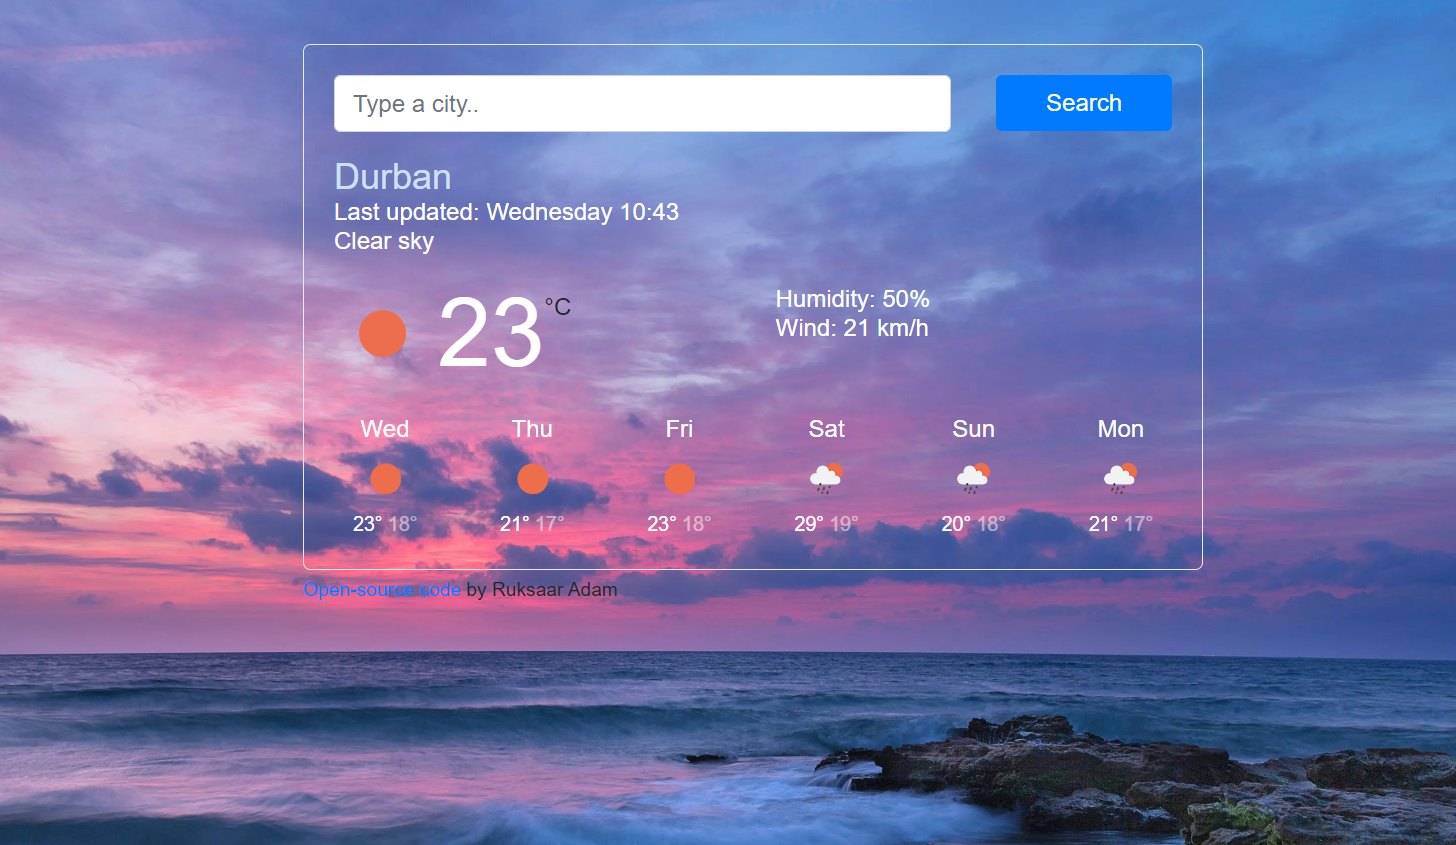 Type a city..
Search
Durban
Last updated: Wednesday 10:43
Clear sky
23 °C
Humidity: 50%
Wind: 21 km/h
Wed Thu Fri Sat Sun Mon
23° 18° 21° 17° 23° 18° 29° 19° 20° 18° 21° 17°
Open-source code by Ruksaar Adam